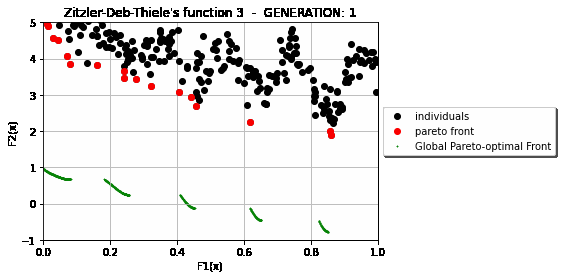 Zitzler-Deb-Thiele's function 3 - GENERATION: 1
5
4
3
2
1
0
−1
F2(x)
0.0 0.2 0.4 0.6 0.8 1.0
F1(x)
individuals
pareto front
Global Pareto-optimal Front